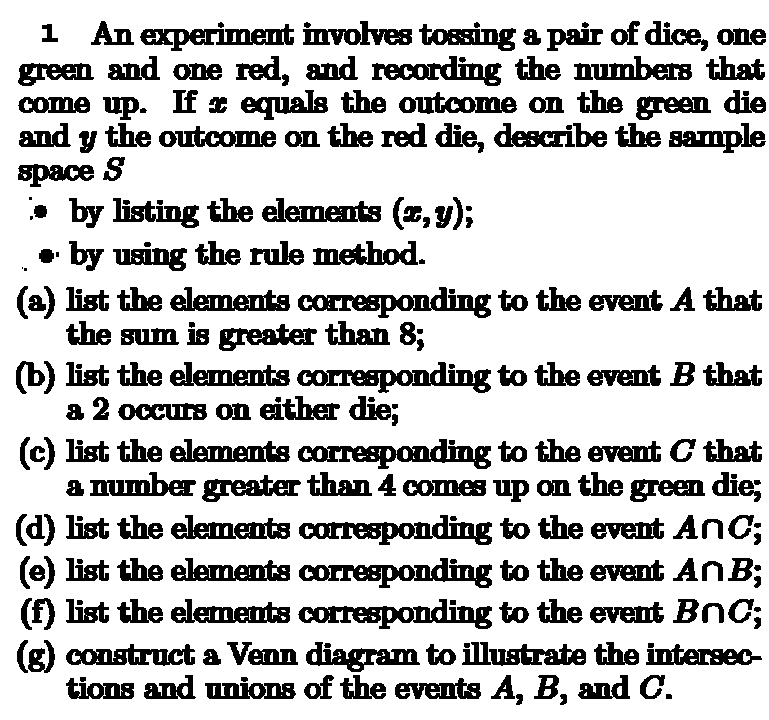 1 An experiment involves tossing a pair of dice, one
green and one red, and recording the numbers that
come up. If x equals the outcome on the green die
and y the outcome on the red die, describe the sample
space S
• by listing the elements (x, y);
• by using the rule method.
(a) list the elements corresponding to the event A that
the sum is greater than 8;
(b) list the elements corresponding to the event B that
a 2 occurs on either die;
(c) list the elements corresponding to the event C that
a number greater than 4 comes up on the green die;
(d) list the elements corresponding to the event A∩C;
(e) list the elements corresponding to the event A∩B;
(f) list the elements corresponding to the event B∩C;
(g) construct a Venn diagram to illustrate the intersec-
tions and unions of the events A, B, and C.